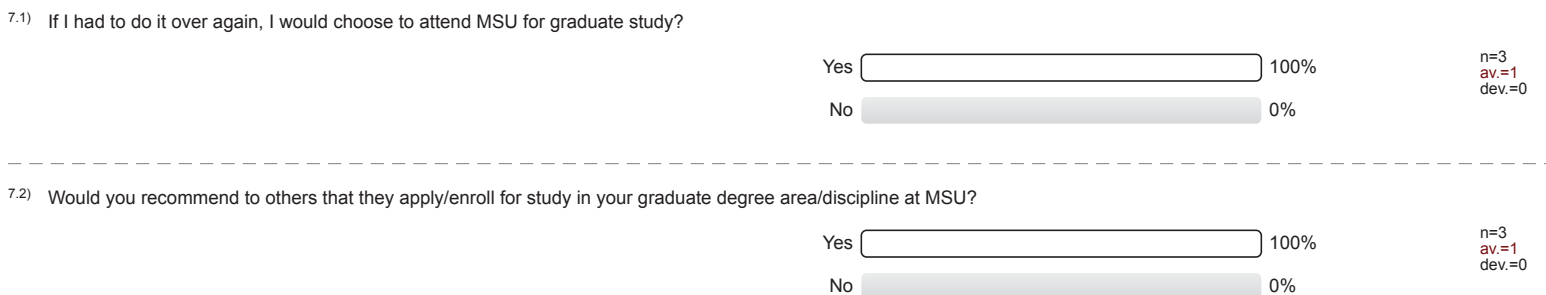 7.1) If I had to do it over again, I would choose to attend MSU for graduate study?
Yes 100%
n=3
av.=1
dev.=0
No 0%
7.2) Would you recommend to others that they apply/enroll for study in your graduate degree area/discipline at MSU?
Yes 100%
n=3
av.=1
dev.=0
No 0%